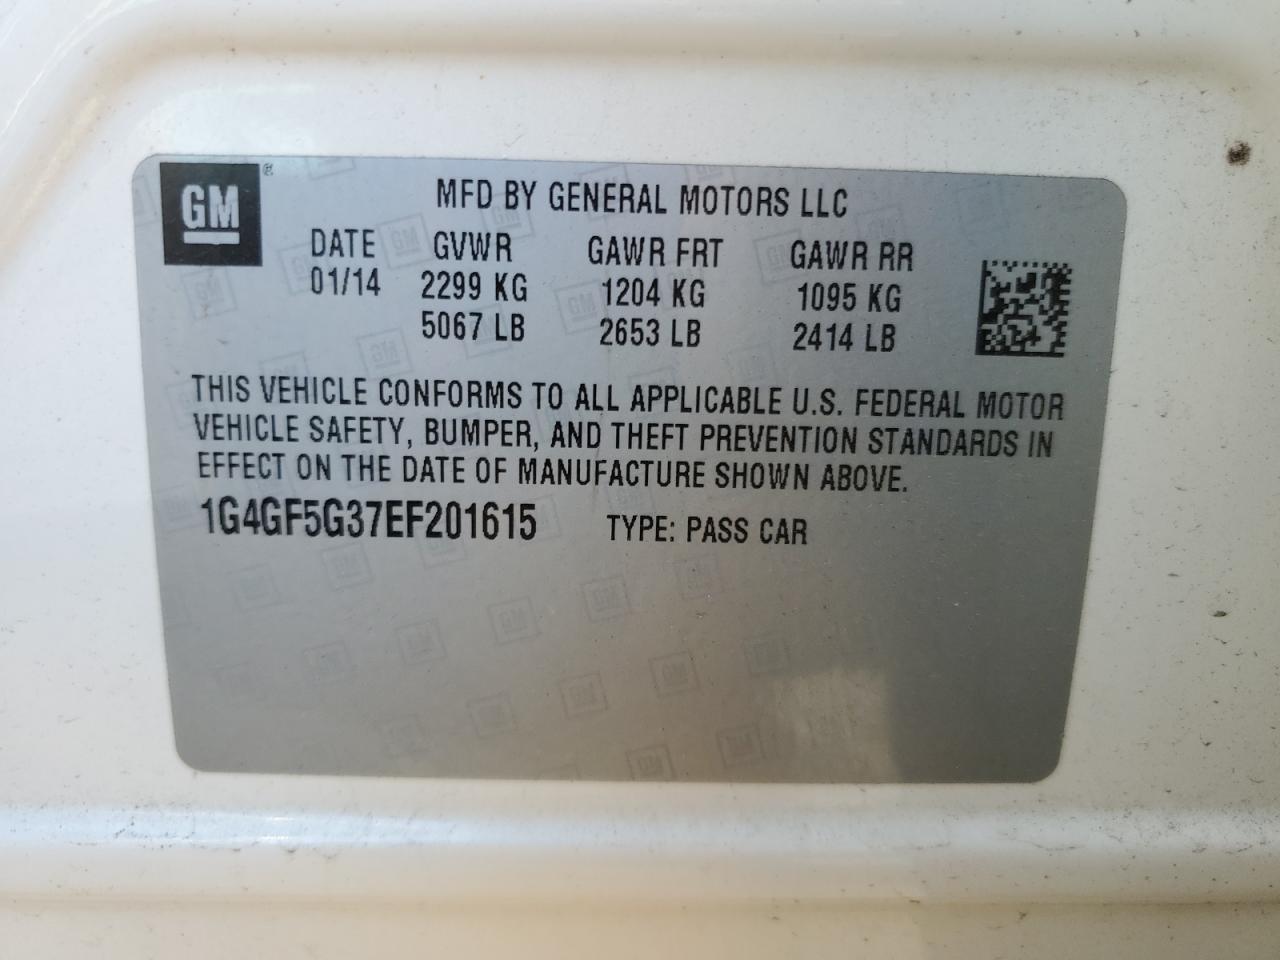 GM®
MFD BY GENERAL MOTORS LLC
DATE GVWR GAWR FRT GAWR RR
01/14 2299 KG 1204 KG 1095 KG
5067 LB 2653 LB 2414 LB
THIS VEHICLE CONFORMS TO ALL APPLICABLE U.S. FEDERAL MOTOR
VEHICLE SAFETY, BUMPER, AND THEFT PREVENTION STANDARDS IN
EFFECT ON THE DATE OF MANUFACTURE SHOWN ABOVE.
1G4GF5G37EF201615 TYPE: PASS CAR